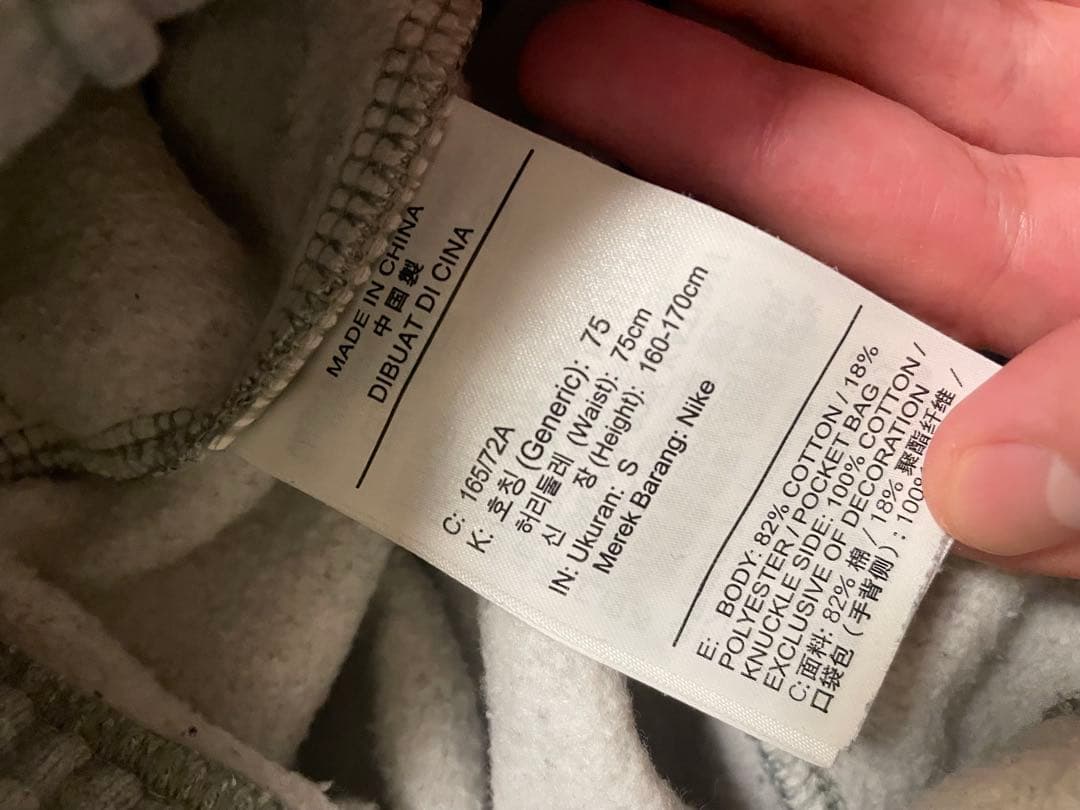 MADE IN CHINA
中国製
DIBUAT DI CINA
C: 165/72A
K: 호칭 (Generic): 75
허리둘레 (Waist): 75cm
신 장 (Height): 160-170cm
IN: Ukuran: S
Merek Barang: Nike
E: BODY: 82% COTTON / 18%
POLYESTER / POCKET BAG
KNUCKLE SIDE: 100% COTTON /
EXCLUSIVE OF DECORATION /
C: 面料: 82% 棉 / 18% 聚酯纤维 /
口袋包 ( 手背侧 ) : 100%